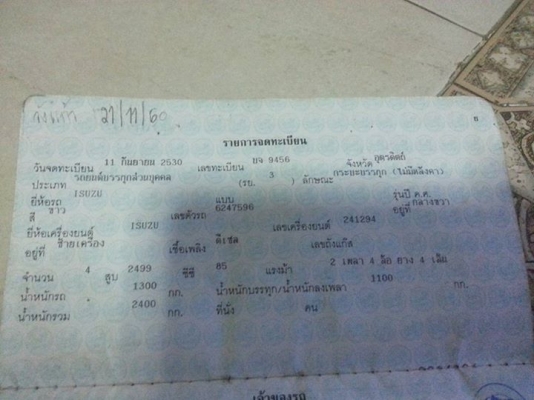 21/11/60
6
รายการจดทะเบียน
วันจดทะเบียน 11 กันยายน 2530 เลขทะเบียน บจ 9456 จังหวัด อุตรดิตถ์
ประเภท รถยนต์บรรทุกส่วนบุคคล (รย. 3 ) ลักษณะ กระบะบรรทุก (ไม่มีหลังคา)
ยี่ห้อรถ ISUZU แบบ รุ่นปี ค.ศ.
สี ขาว เลขตัวรถ 6247596 อยู่ที่ กลางขวา
ยี่ห้อเครื่องยนต์ ISUZU เลขเครื่องยนต์ 241294
อยู่ที่ ซ้ายเครื่อง เชื้อเพลิง ดีเซล เลขถังแก๊ส
จำนวน 4 สูบ 2499 ซีซี 85 แรงม้า 2 เพลา 4 ล้อ ยาง 4 เส้น
น้ำหนักรถ 1300 กก. น้ำหนักบรรทุก/น้ำหนักลงเพลา 1100 กก.
น้ำหนักรวม 2400 กก. ที่นั่ง คน
เจ้าของรถ